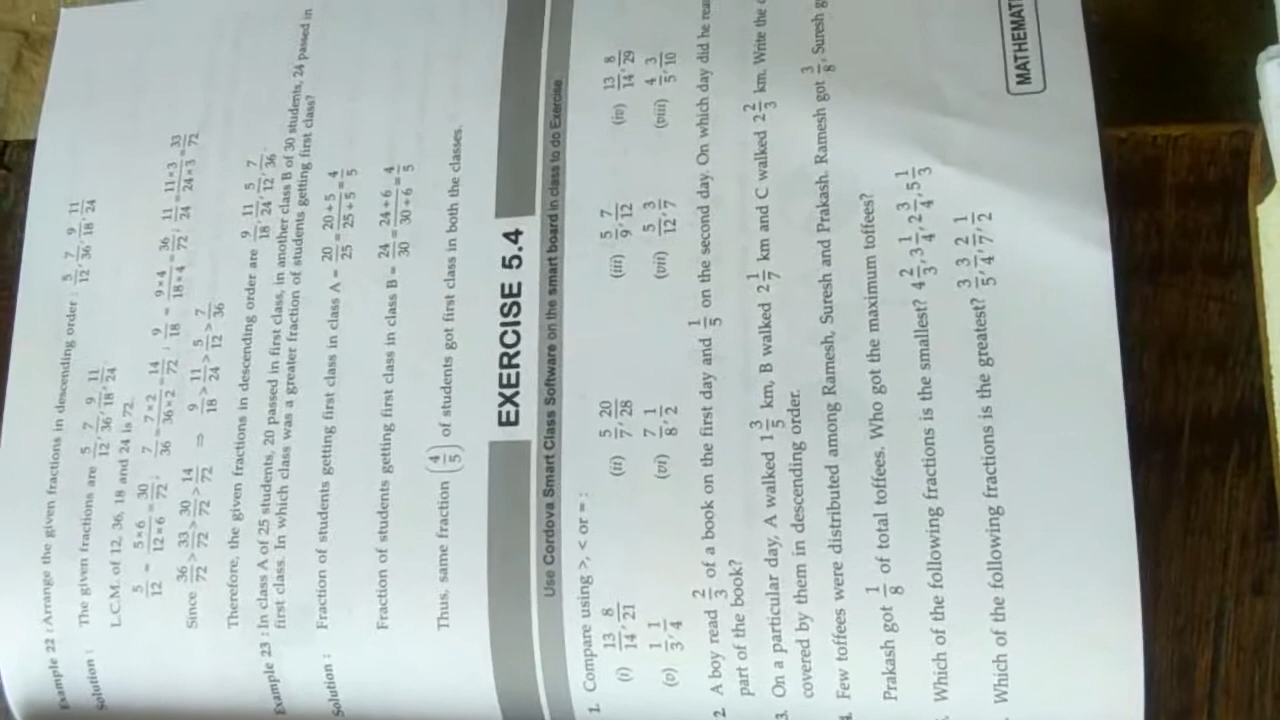 Example 22 : Arrange the given fractions in descending order : 5/12, 7/36, 9/18, 11/24
Solution : The given fractions are 5/12, 7/36, 9/18, 11/24.
L.C.M. of 12, 36, 18 and 24 is 72.
5/12 = 5×6/12×6 = 30/72; 7/36 = 7×2/36×2 = 14/72; 9/18 = 9×4/18×4 = 36/72; 11/24 = 11×3/24×3 = 33/72
Since 36/72 > 33/72 > 30/72 > 14/72 ⇒ 9/18 > 11/24 > 5/12 > 7/36
Therefore, the given fractions in descending order are 9/18, 11/24, 5/12, 7/36.
Example 23 : In class A of 25 students, 20 passed in first class, in another class B of 30 students, 24 passed in
first class. In which class was a greater fraction of students getting first class?
Solution : Fraction of students getting first class in class A = 20/25 = 20÷5/25÷5 = 4/5
Fraction of students getting first class in class B = 24/30 = 24÷6/30÷6 = 4/5
Thus, same fraction (4/5) of students got first class in both the classes.
EXERCISE 5.4
Use Cordova Smart Class Software on the smart board in class to do Exercise
1. Compare using >, < or = :
(i) 13/14, 8/21 (ii) 5/7, 20/28 (iii) 5/9, 7/12 (iv) 13/14, 8/29
(v) 1/3, 1/4 (vi) 7/8, 1/2 (vii) 5/12, 3/7 (viii) 4/5, 3/10
2. A boy read 2/3 of a book on the first day and 1/5 on the second day. On which day did he
part of the book?
3. On a particular day, A walked 1 3/5 km, B walked 2 1/7 km and C walked 2 2/3 km. Write the
covered by them in descending order.
4. Few toffees were distributed among Ramesh, Suresh and Prakash. Ramesh got 3/8, Suresh
Prakash got 1/8 of total toffees. Who got the maximum toffees?
Which of the following fractions is the smallest? 4 2/3, 3 1/4, 2 3/4, 5 1/3
Which of the following fractions is the greatest? 3/5, 3/4, 2/7, 1/2